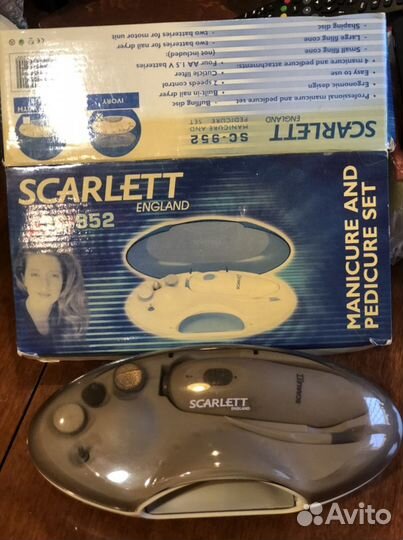 • Professional manicure and pedicure set
• Ergonomic design
• Easy to use
• 4 manicure and pedicure attachments:
• Small filing cone
• Large filing cone
• Shaping disc
• Buffing disc
• Built-in nail dryer
• 2 speeds control
• Cuticle lifter
• Four AA 1.5 V batteries
(not included):
two batteries for nail dryer
two batteries for motor unit
SCARLETT
ENGLAND
SC-952
MANICURE AND
PEDICURE SET
IVORY
SCARLETT
ENGLAND
952
MANICURE AND
PEDICURE SET
SCARLETT
ENGLAND
Avito